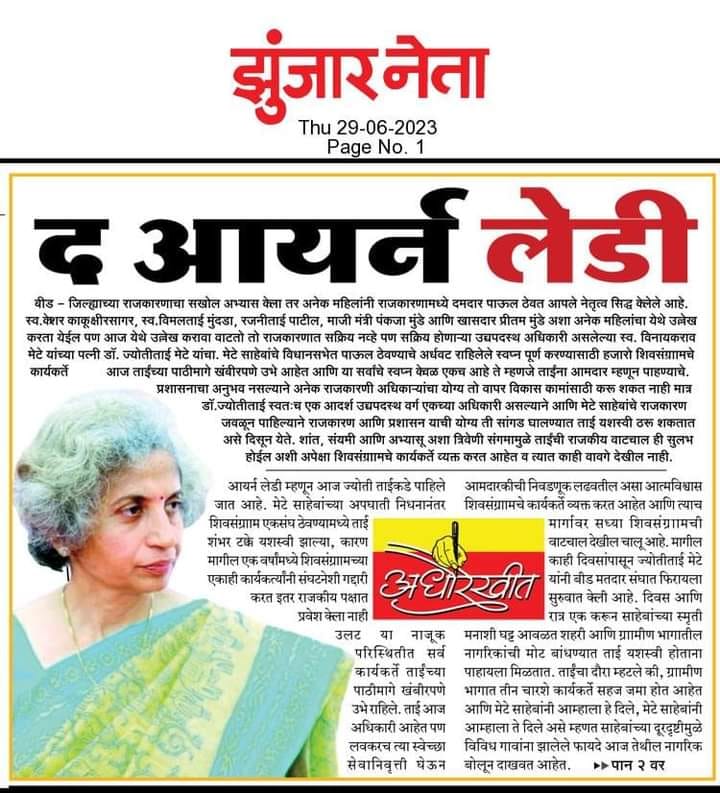 झुंजार नेता
Thu 29-06-2023
Page No. 1
द आयर्न लेडी
बीड – जिल्ह्याच्या राजकारणाचा सखोल अभ्यास केला तर अनेक महिलांनी राजकारणामध्ये दमदार पाऊल ठेवत आपले नेतृत्व सिद्ध केलेले आहे.
स्व.केशर काकूक्षीरसागर, स्व.विमलताई मुंदडा, रजनीताई पाटील, माजी मंत्री पंकजा मुंडे आणि खासदार प्रीतम मुंडे अशा अनेक महिलांचा येथे उल्लेख
करता येईल पण आज येथे उल्लेख करावा वाटतो तो राजकारणात सक्रिय नव्हे पण सक्रिय होणाऱ्या उद्यपदस्थ अधिकारी असलेल्या स्व. विनायकराव
मेटे यांच्या पत्नी डॉ. ज्योतीताई मेटे यांचा. मेटे साहेबांचे विधानसभेत पाऊल ठेवण्याचे अर्धवट राहिलेले स्वप्न पूर्ण करण्यासाठी हजारो शिवसंग्रामचे
कार्यकर्ते आज ताईंच्या पाठीमागे खंबीरपणे उभे आहेत आणि या सर्वांचे स्वप्न केवळ एकच आहे ते म्हणजे ताईंना आमदार म्हणून पाहण्याचे.
प्रशासनाचा अनुभव नसल्याने अनेक राजकारणी अधिकाऱ्यांचा योग्य तो वापर विकास कामांसाठी करू शकत नाही मात्र
डॉ.ज्योतीताई स्वतःच एक आदर्श उद्यपदस्थ वर्ग एकच्या अधिकारी असल्याने आणि मेटे साहेबांचे राजकारण
जवळून पाहिल्याने राजकारण आणि प्रशासन याची योग्य ती सांगड घालण्यात ताई यशस्वी ठरू शकतात
असे दिसून येते. शांत, संयमी आणि अभ्यासू अशा त्रिवेणी संगमामुळे ताईंची राजकीय वाटचाल ही सुलभ
होईल अशी अपेक्षा शिवसंग्रामचे कार्यकर्ते व्यक्त करत आहेत व त्यात काही वावगे देखील नाही.
आयर्न लेडी म्हणून आज ज्योती ताईकडे पाहिले
जात आहे. मेटे साहेबांच्या अपघाती निधनानंतर
शिवसंग्राम एकसंघ ठेवण्यामध्ये ताई
शंभर टक्के यशस्वी झाल्या, कारण
मागील एक वर्षांमध्ये शिवसंग्रामच्या
एकाही कार्यकर्त्यांनी संघटनेशी गद्दारी
करत इतर राजकीय पक्षात
प्रवेश केला नाही
उलट या नाजूक
परिस्थितीत सर्व
कार्यकर्ते ताईंच्या
पाठीमागे खंबीरपणे
उभे राहिले. ताई आज
अधिकारी आहेत पण
लवकरच त्या स्वेच्छा
सेवानिवृत्ती घेऊन
अधोरेखीत
आमदारकीची निवडणूक लढवतील असा आत्मविश्वास
शिवसंग्रामचे कार्यकर्ते व्यक्त करत आहेत आणि त्याच
मार्गावर सध्या शिवसंग्रामची
वाटचाल देखील चालू आहे. मागील
काही दिवसांपासून ज्योतीताई मेटे
यांनी बीड मतदार संघात फिरायला
सुरुवात केली आहे. दिवस आणि
रात्र एक करून साहेबांच्या स्मृती
मनाशी घट्ट आवळत शहरी आणि ग्रामीण भागातील
नागरिकांची मोट बांधण्यात ताई यशस्वी होताना
पाहायला मिळतात. ताईंचा दौरा म्हटले की, ग्रामीण
भागात तीन चारशे कार्यकर्ते सहज जमा होत आहेत
आणि मेटे साहेबांनी आम्हाला हे दिले, मेटे साहेबांनी
आम्हाला ते दिले असे म्हणत साहेबांच्या दूरदृष्टीमुळे
विविध गावांना झालेले फायदे आज तेथील नागरिक
बोलून दाखवत आहेत. ▸▸पान २ वर